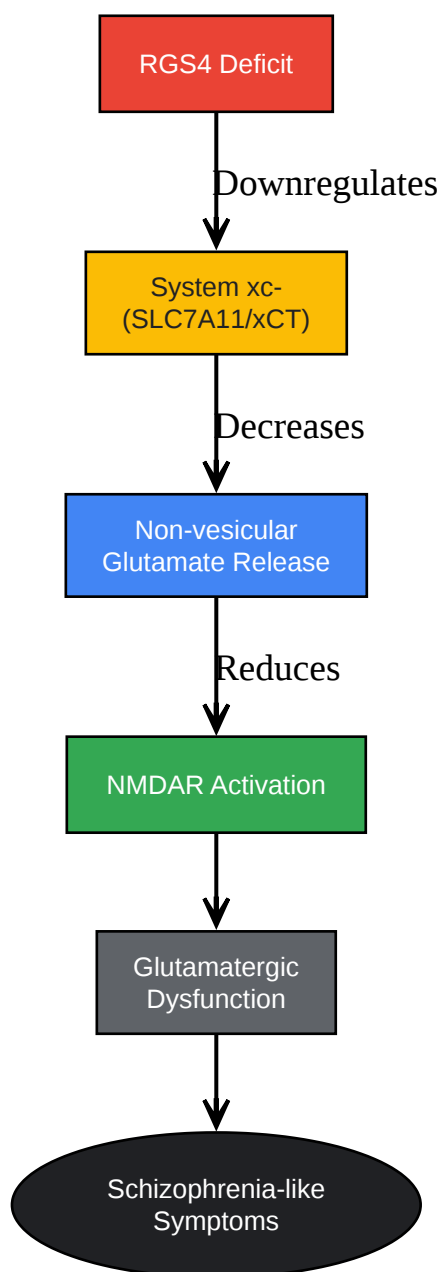 RGS4 Deficit
Downregulates
System xc-
(SLC7A11/xCT)
Decreases
Non-vesicular
Glutamate Release
Reduces
NMDAR Activation
Glutamatergic
Dysfunction
Schizophrenia-like
Symptoms